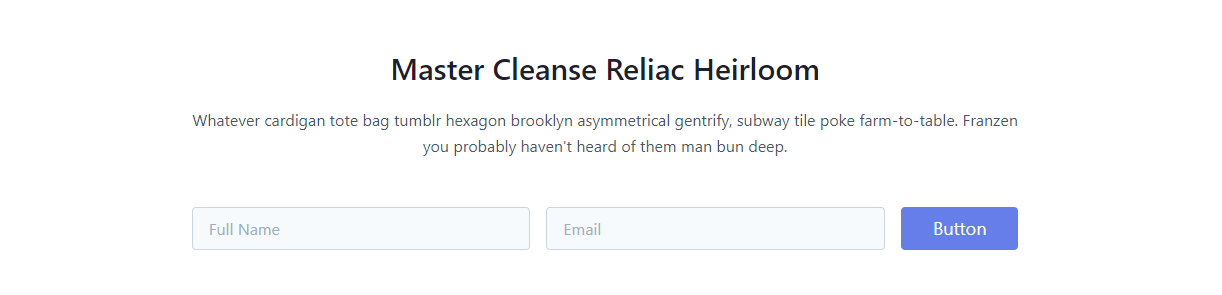 Master Cleanse Reliac Heirloom
Whatever cardigan tote bag tumblr hexagon brooklyn asymmetrical gentrify, subway tile poke farm-to-table. Franzen
you probably haven't heard of them man bun deep.
Full Name
Email
Button